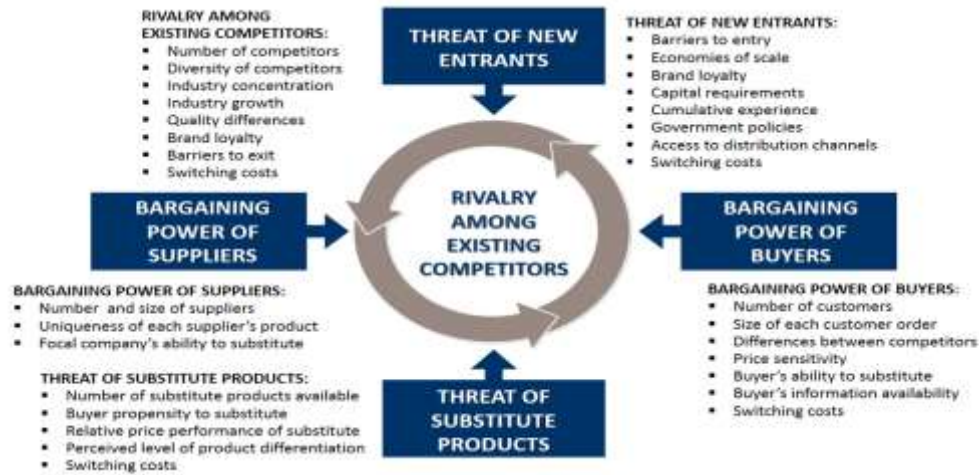 RIVALRY AMONG
EXISTING COMPETITORS:
▪ Number of competitors
▪ Diversity of competitors
▪ Industry concentration
▪ Industry growth
▪ Quality differences
▪ Brand loyalty
▪ Barriers to exit
▪ Switching costs
THREAT OF NEW
ENTRANTS
THREAT OF NEW ENTRANTS:
▪ Barriers to entry
▪ Economies of scale
▪ Brand loyalty
▪ Capital requirements
▪ Cumulative experience
▪ Government policies
▪ Access to distribution channels
▪ Switching costs
BARGAINING
POWER OF
SUPPLIERS
RIVALRY
AMONG
EXISTING
COMPETITORS
BARGAINING
POWER OF
BUYERS
BARGAINING POWER OF SUPPLIERS:
▪ Number and size of suppliers
▪ Uniqueness of each supplier's product
▪ Focal company's ability to substitute
BARGAINING POWER OF BUYERS:
▪ Number of customers
▪ Size of each customer order
▪ Differences between competitors
▪ Price sensitivity
▪ Buyer's ability to substitute
▪ Buyer's information availability
▪ Switching costs
THREAT OF SUBSTITUTE PRODUCTS:
▪ Number of substitute products available
▪ Buyer propensity to substitute
▪ Relative price performance of substitute
▪ Perceived level of product differentiation
▪ Switching costs
THREAT OF
SUBSTITUTE
PRODUCTS